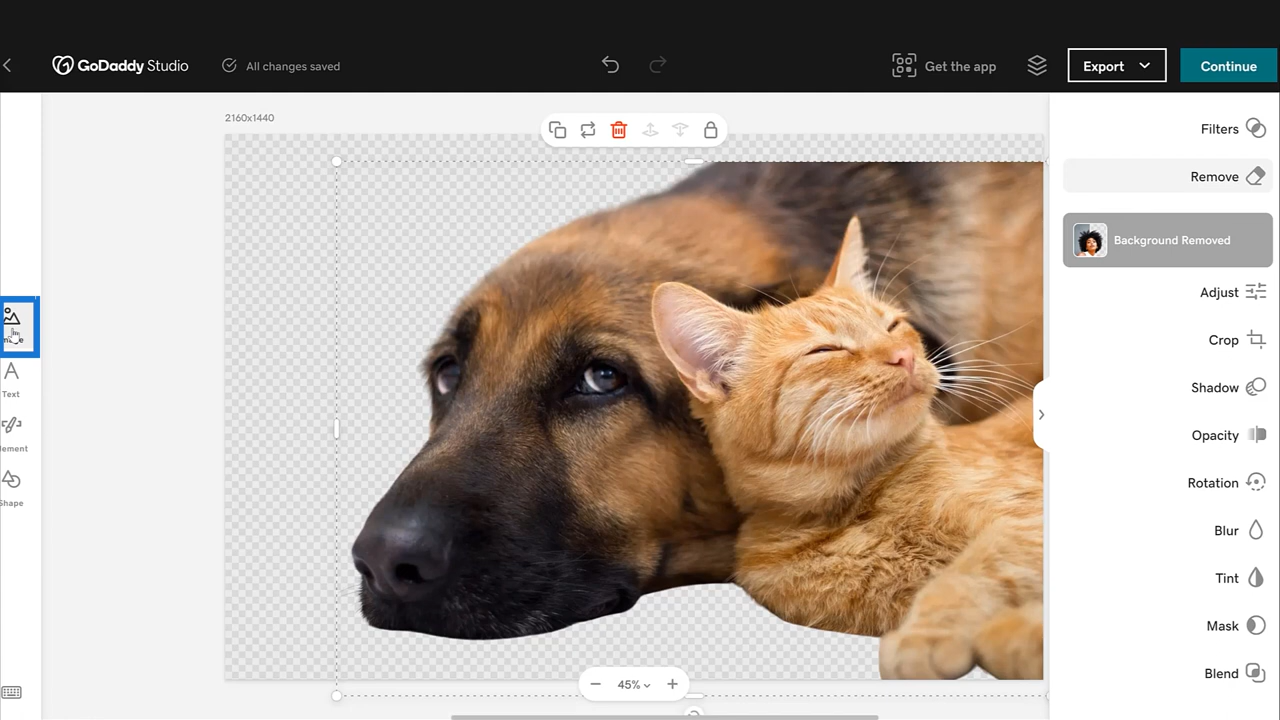 GoDaddy Studio
All changes saved
Get the app
Export
Continue
2160x1440
Filters
Remove
Background Removed
Adjust
Crop
Shadow
Opacity
Rotation
Blur
Tint
Mask
Blend
Text
lement
Shape
45%